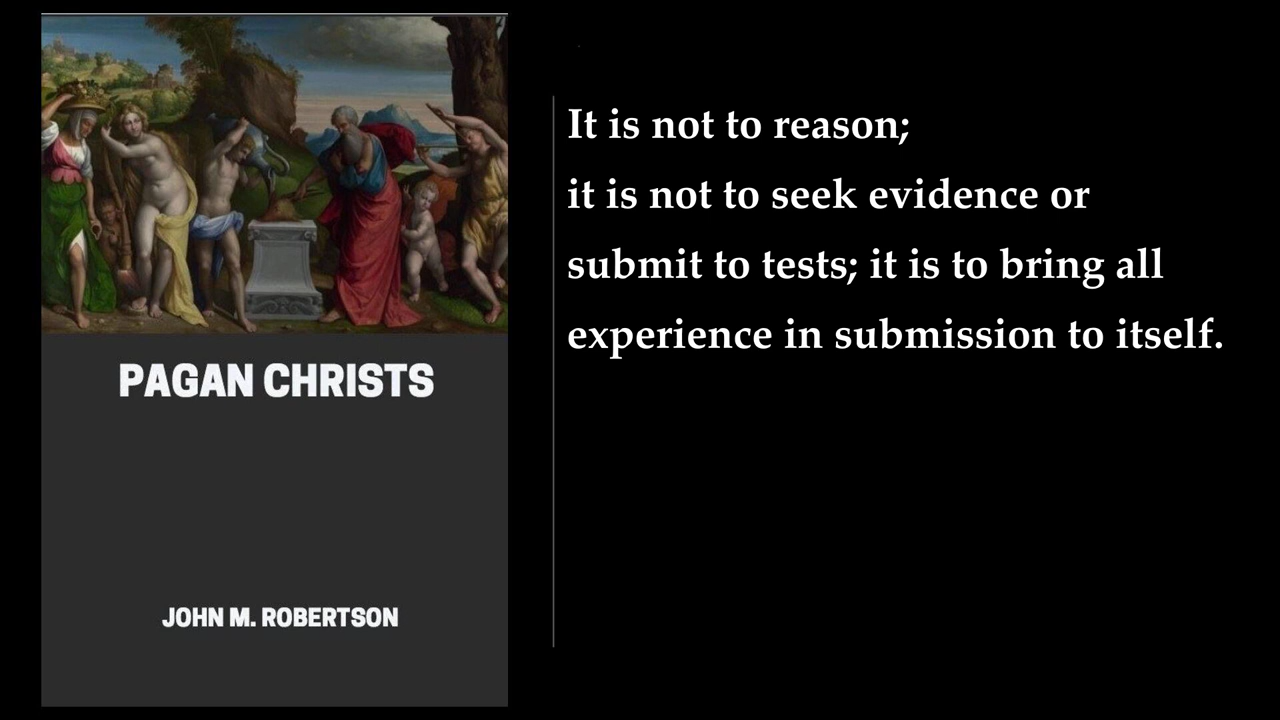 PAGAN CHRISTS
JOHN M. ROBERTSON
It is not to reason;
it is not to seek evidence or
submit to tests; it is to bring all
experience in submission to itself.